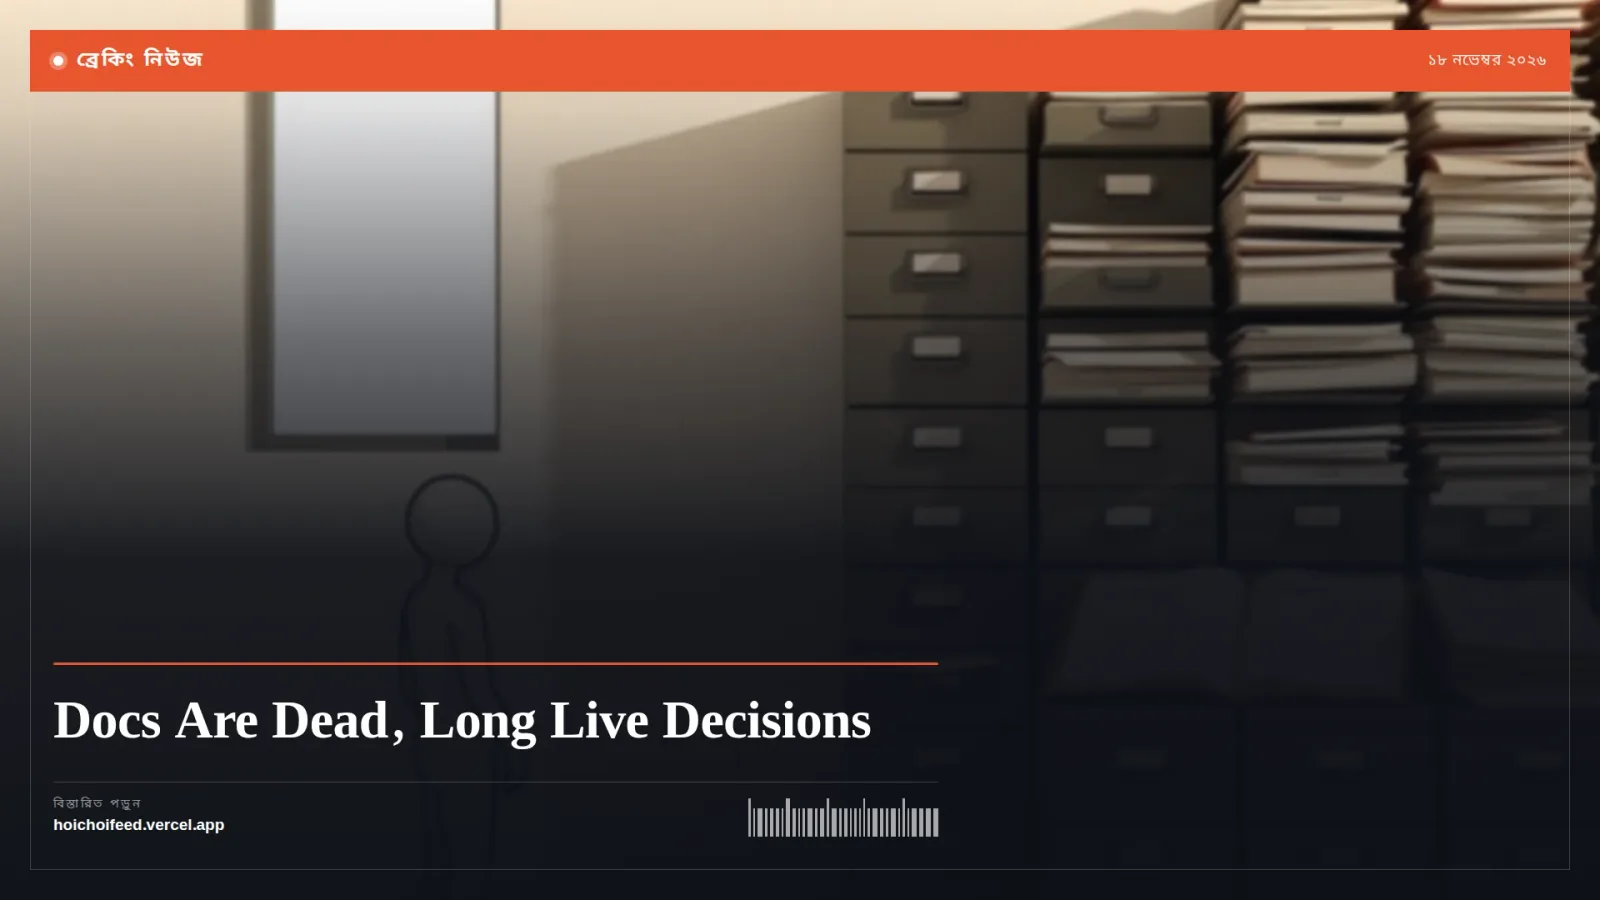 ব্রেকিং নিউজ
১৮ নভেম্বর ২০২৬
Docs Are Dead, Long Live Decisions
বিস্তারিত পড়ুন
hoichoifeed.vercel.app